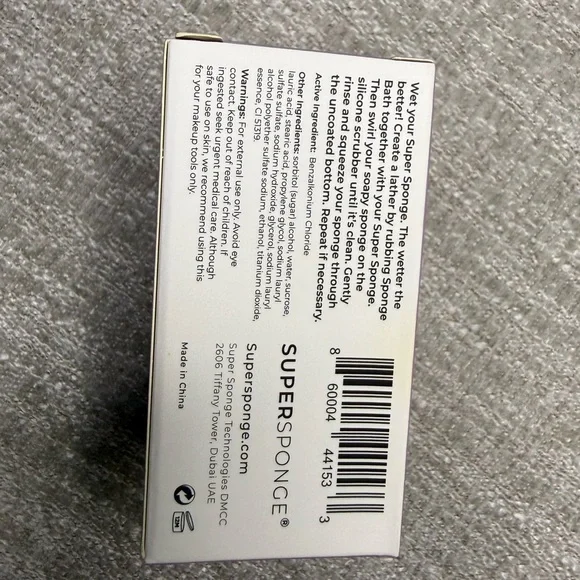 Wet your Super Sponge. The wetter the
better! Create a lather by rubbing Sponge
Bath together with your Super Sponge.
Then swirl your soapy sponge on the
silicone scrubber until it's clean. Gently
rinse and squeeze your sponge through
the uncoated bottom. Repeat if necessary.
Active Ingredient: Benzalkonium Chloride
Other Ingredients: sorbitol (sugar) alcohol, water, sucrose,
lauric acid, stearic acid, propylene glycol, sodium lauryl
sulfate sulfate, sodium hydroxide, glycerol, sodium lauryl
alcohol polyether sulfate sodium, ethanol, titanium dioxide,
essence, CI 51319.
Warnings: For external use only. Avoid eye
contact. Keep out of reach of children. If
ingested seek urgent medical care. Although
safe to use on skin, we recommend using this
for your makeup tools only.
8 60004 44153 3
SUPERSPONGE®
Supersponge.com
Super Sponge Technologies DMCC
2606 Tiffany Tower, Dubai UAE
Made in China
12M